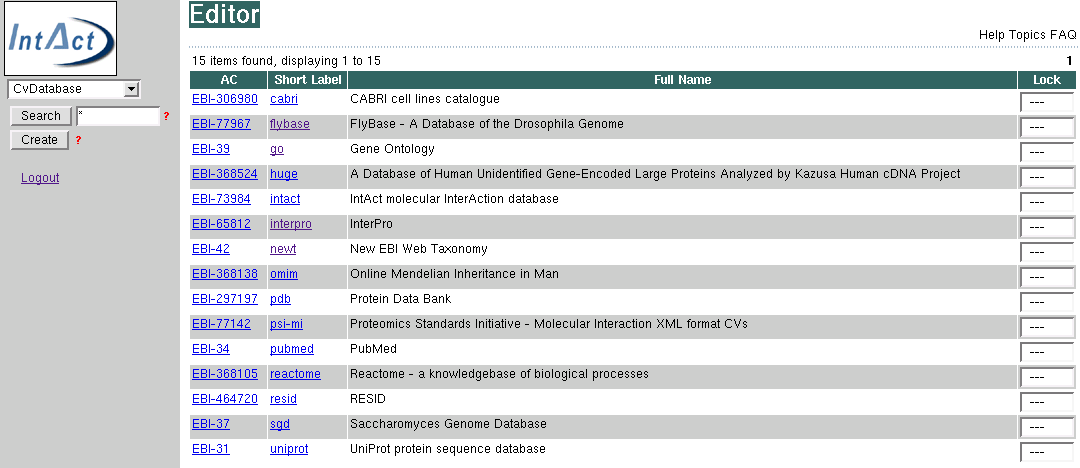 IntAct
CvDatabase
Search * ?
Create ?
Logout
Editor
Help Topics FAQ
15 items found, displaying 1 to 15 1
AC Short Label Full Name Lock
EBI-306980 cabri CABRI cell lines catalogue ---
EBI-77967 flybase FlyBase - A Database of the Drosophila Genome ---
EBI-39 go Gene Ontology ---
EBI-368524 huge A Database of Human Unidentified Gene-Encoded Large Proteins Analyzed by Kazusa Human cDNA Project ---
EBI-73984 intact IntAct molecular InterAction database ---
EBI-65812 interpro InterPro ---
EBI-42 newt New EBI Web Taxonomy ---
EBI-368138 omim Online Mendelian Inheritance in Man ---
EBI-297197 pdb Protein Data Bank ---
EBI-77142 psi-mi Proteomics Standards Initiative - Molecular Interaction XML format CVs ---
EBI-34 pubmed PubMed ---
EBI-368105 reactome Reactome - a knowledgebase of biological processes ---
EBI-464720 resid RESID ---
EBI-37 sgd Saccharomyces Genome Database ---
EBI-31 uniprot UniProt protein sequence database ---